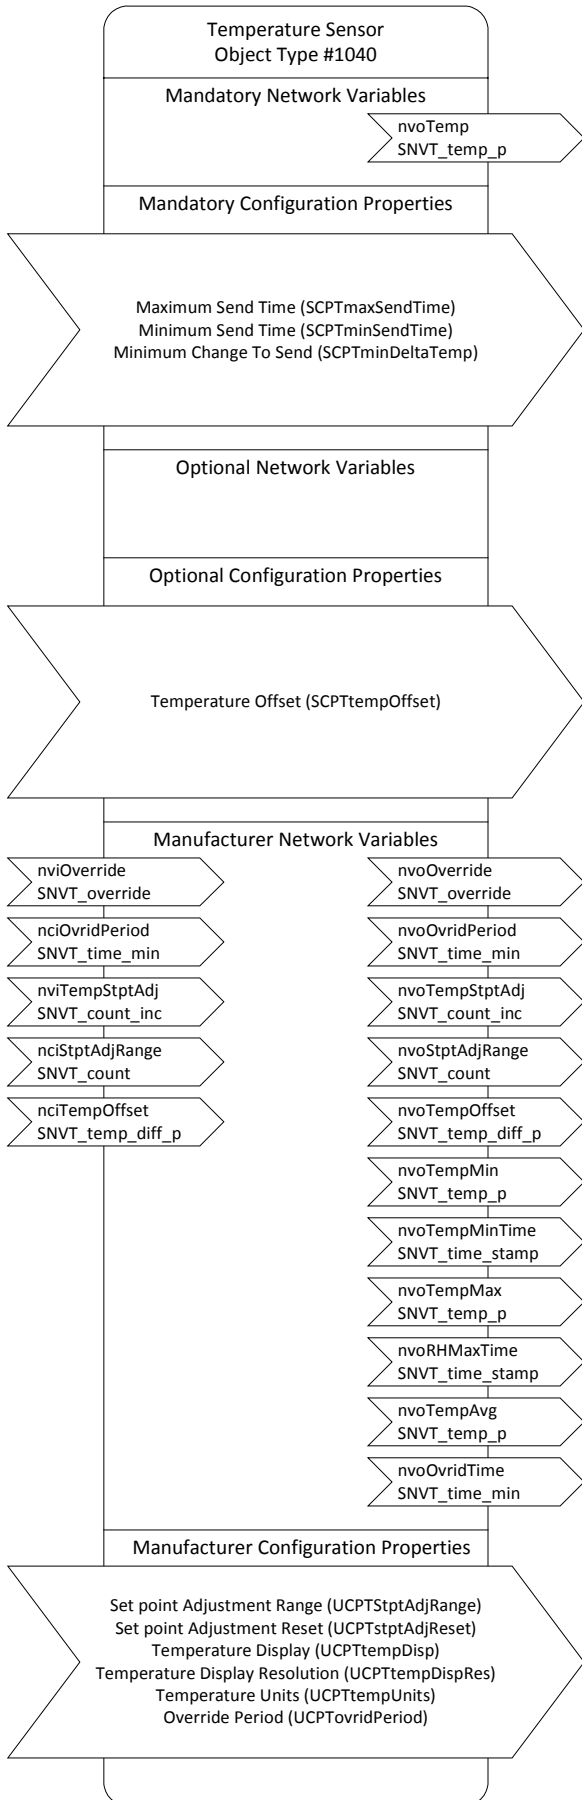 Temperature Sensor
Object Type #1040
Mandatory Network Variables
nvoTemp
SNVT_temp_p
Mandatory Configuration Properties
Maximum Send Time (SCPTmaxSendTime)
Minimum Send Time (SCPTminSendTime)
Minimum Change To Send (SCPTminDeltaTemp)
Optional Network Variables
Optional Configuration Properties
Temperature Offset (SCPTtempOffset)
Manufacturer Network Variables
nviOverride
SNVT_override
nciOvridPeriod
SNVT_time_min
nviTempStptAdj
SNVT_count_inc
nciStptAdjRange
SNVT_count
nciTempOffset
SNVT_temp_diff_p
nvoOverride
SNVT_override
nvoOvridPeriod
SNVT_time_min
nvoTempStptAdj
SNVT_count_inc
nvoStptAdjRange
SNVT_count
nvoTempOffset
SNVT_temp_diff_p
nvoTempMin
SNVT_temp_p
nvoTempMinTime
SNVT_time_stamp
nvoTempMax
SNVT_temp_p
nvoRHMaxTime
SNVT_time_stamp
nvoTempAvg
SNVT_temp_p
nvoOvridTime
SNVT_time_min
Manufacturer Configuration Properties
Set point Adjustment Range (UCPTStptAdjRange)
Set point Adjustment Reset (UCPTstptAdjReset)
Temperature Display (UCPTtempDisp)
Temperature Display Resolution (UCPTtempDispRes)
Temperature Units (UCPTtempUnits)
Override Period (UCPTovridPeriod)